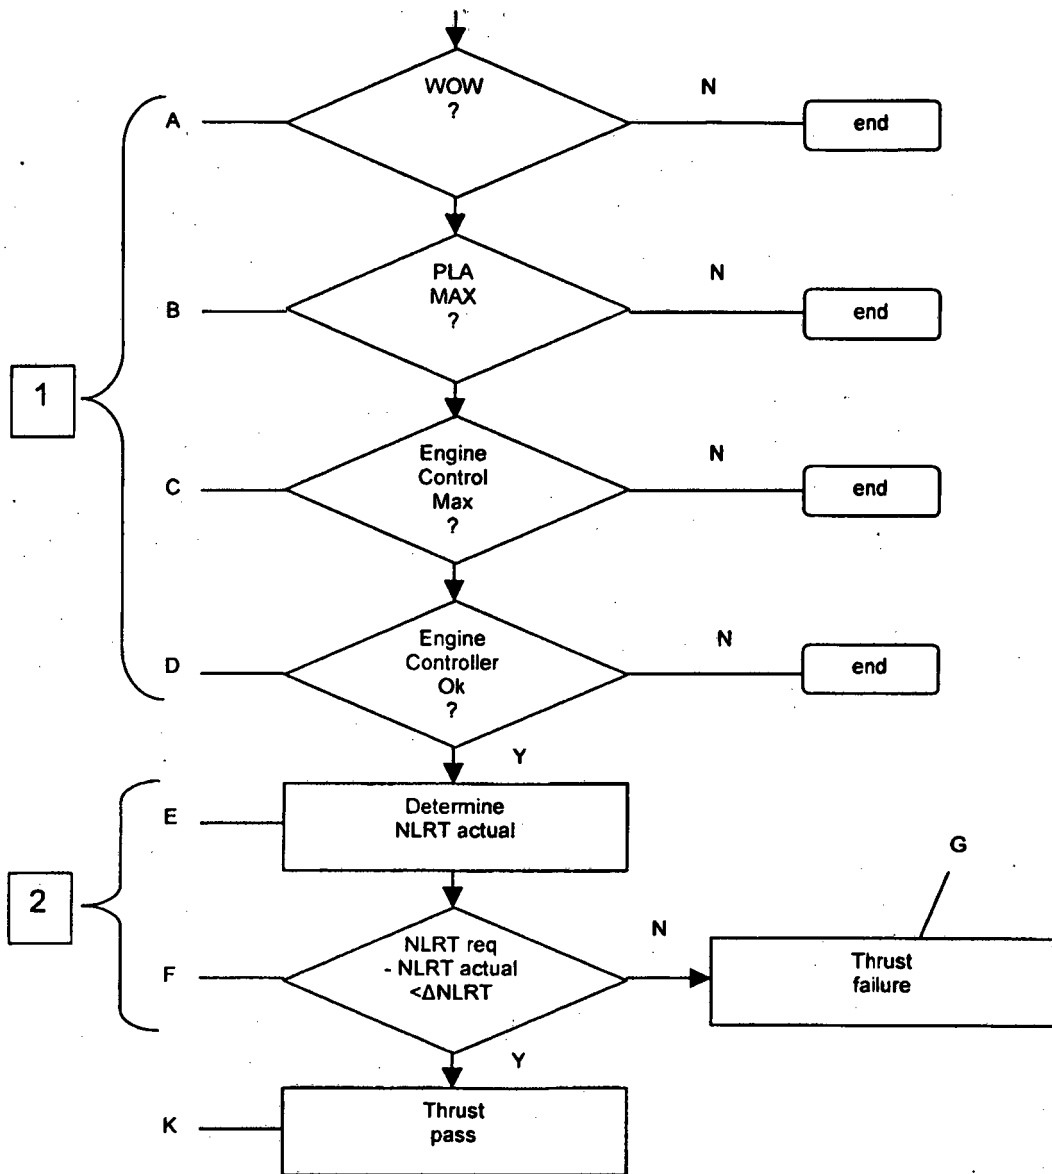 WOW
?
N
end
A
PLA
MAX
?
N
end
B
1
Engine
Control
Max
?
N
end
C
Engine
Controller
Ok
?
N
end
D
Y
Determine
NLRT actual
E
2
G
NLRT req
- NLRT actual
<ΔNLRT
N
Thrust
failure
F
Y
Thrust
pass
K